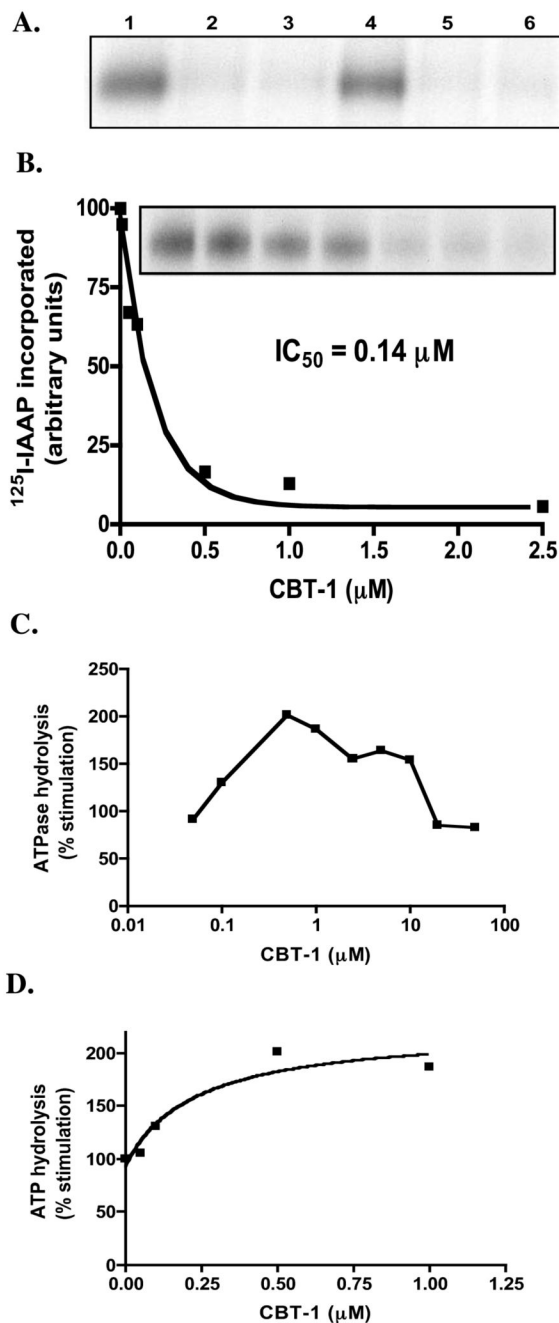 A.
1 2 3 4 5 6
B.
100
75
50
25
0
¹²⁵I-IAAP incorporated
(arbitrary units)
IC₅₀ = 0.14 μM
0.0 0.5 1.0 1.5 2.0 2.5
CBT-1 (μM)
C.
250
200
150
100
50
0
ATPase hydrolysis
(% stimulation)
0.01 0.1 1 10 100
CBT-1 (μM)
D.
200
150
100
50
0
ATP hydrolysis
(% stimulation)
0.00 0.25 0.50 0.75 1.00 1.25
CBT-1 (μM)